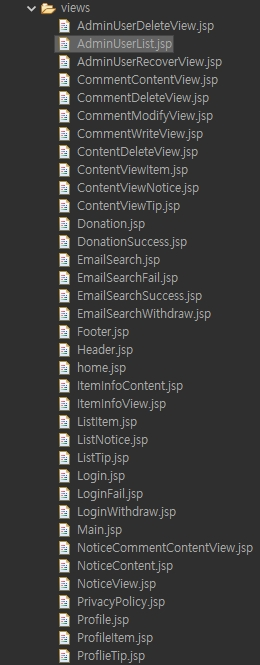 views
AdminUserDeleteView.jsp
AdminUserList.jsp
AdminUserRecoverView.jsp
CommentContentView.jsp
CommentDeleteView.jsp
CommentModifyView.jsp
CommentWriteView.jsp
ContentDeleteView.jsp
ContentViewItem.jsp
ContentViewNotice.jsp
ContentViewTip.jsp
Donation.jsp
DonationSuccess.jsp
EmailSearch.jsp
EmailSearchFail.jsp
EmailSearchSuccess.jsp
EmailSearchWithdraw.jsp
Footer.jsp
Header.jsp
home.jsp
ItemInfoContent.jsp
ItemInfoView.jsp
ListItem.jsp
ListNotice.jsp
ListTip.jsp
Login.jsp
LoginFail.jsp
LoginWithdraw.jsp
Main.jsp
NoticeCommentContentView.jsp
NoticeContent.jsp
NoticeView.jsp
PrivacyPolicy.jsp
Profile.jsp
ProfileItem.jsp
ProflieTip.jsp